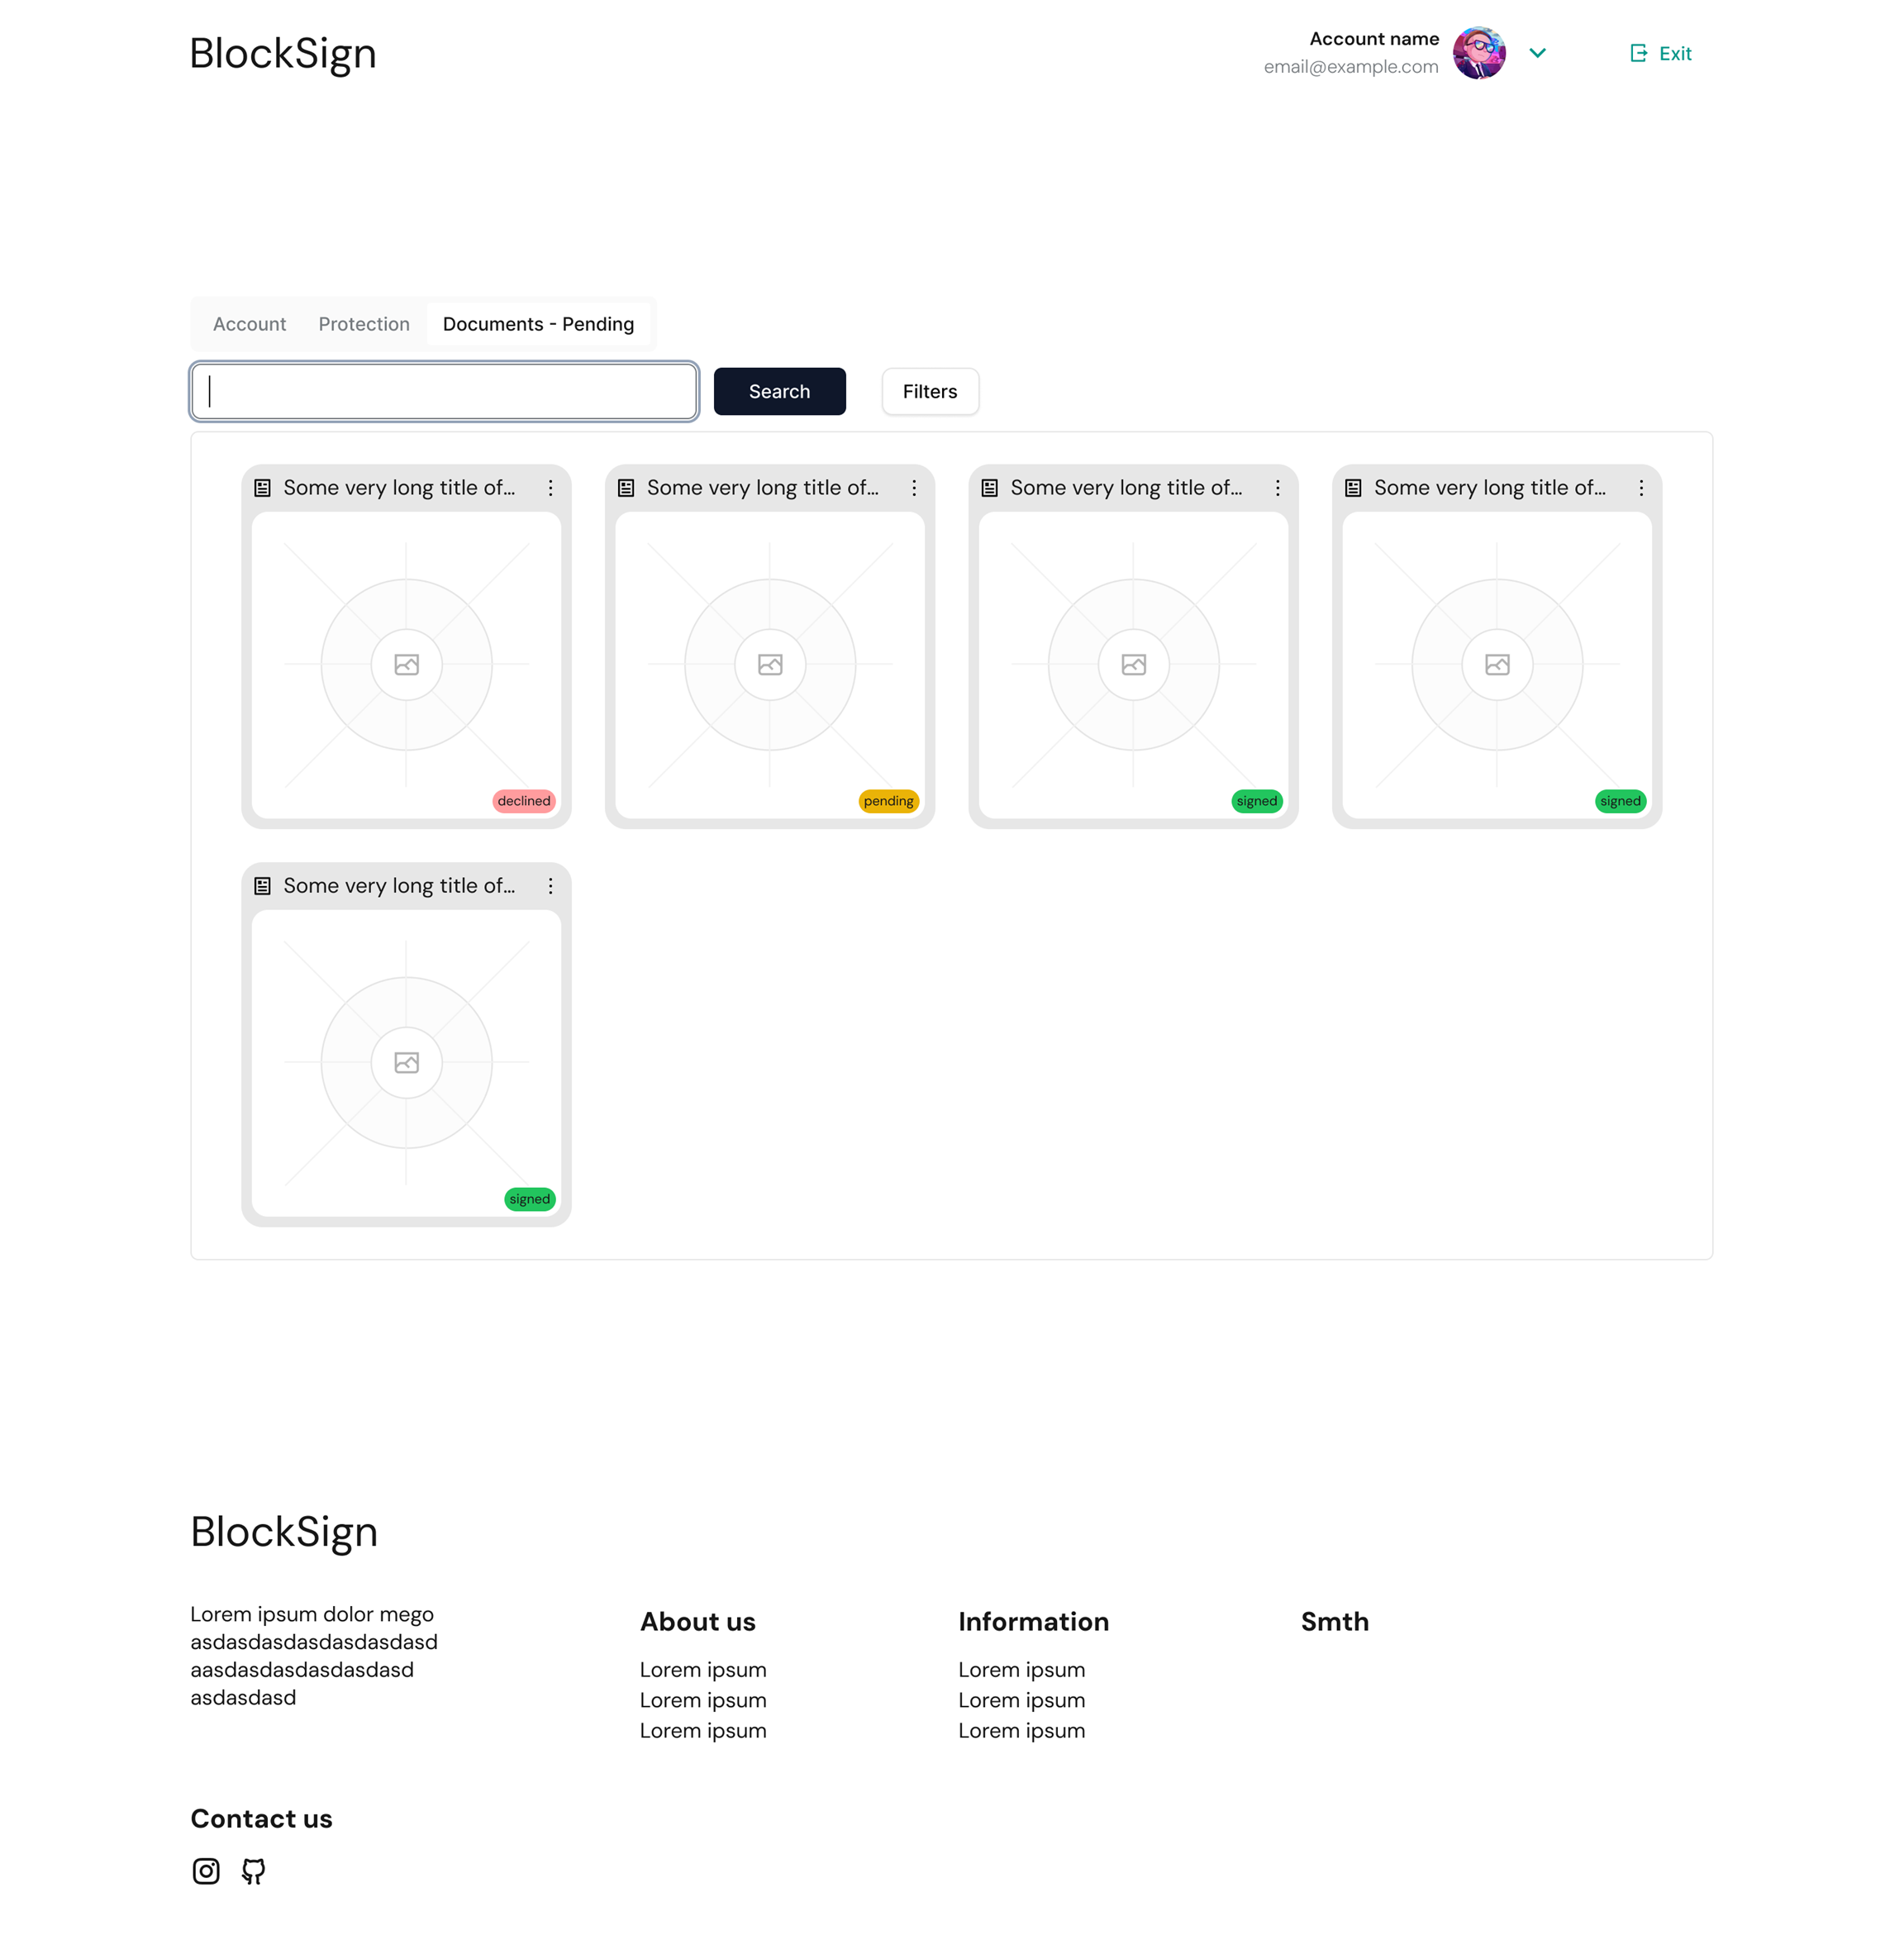 BlockSign
Account name
email@example.com
Exit
Account Protection Documents - Pending
Search Filters
Some very long title of...
declined
Some very long title of...
pending
Some very long title of...
signed
Some very long title of...
signed
Some very long title of...
signed
BlockSign
Lorem ipsum dolor mego
asdasdasdasdasdasdasd
aasdasdasdasdasdasd
asdasdasd
About us
Lorem ipsum
Lorem ipsum
Lorem ipsum
Information
Lorem ipsum
Lorem ipsum
Lorem ipsum
Smth
Contact us